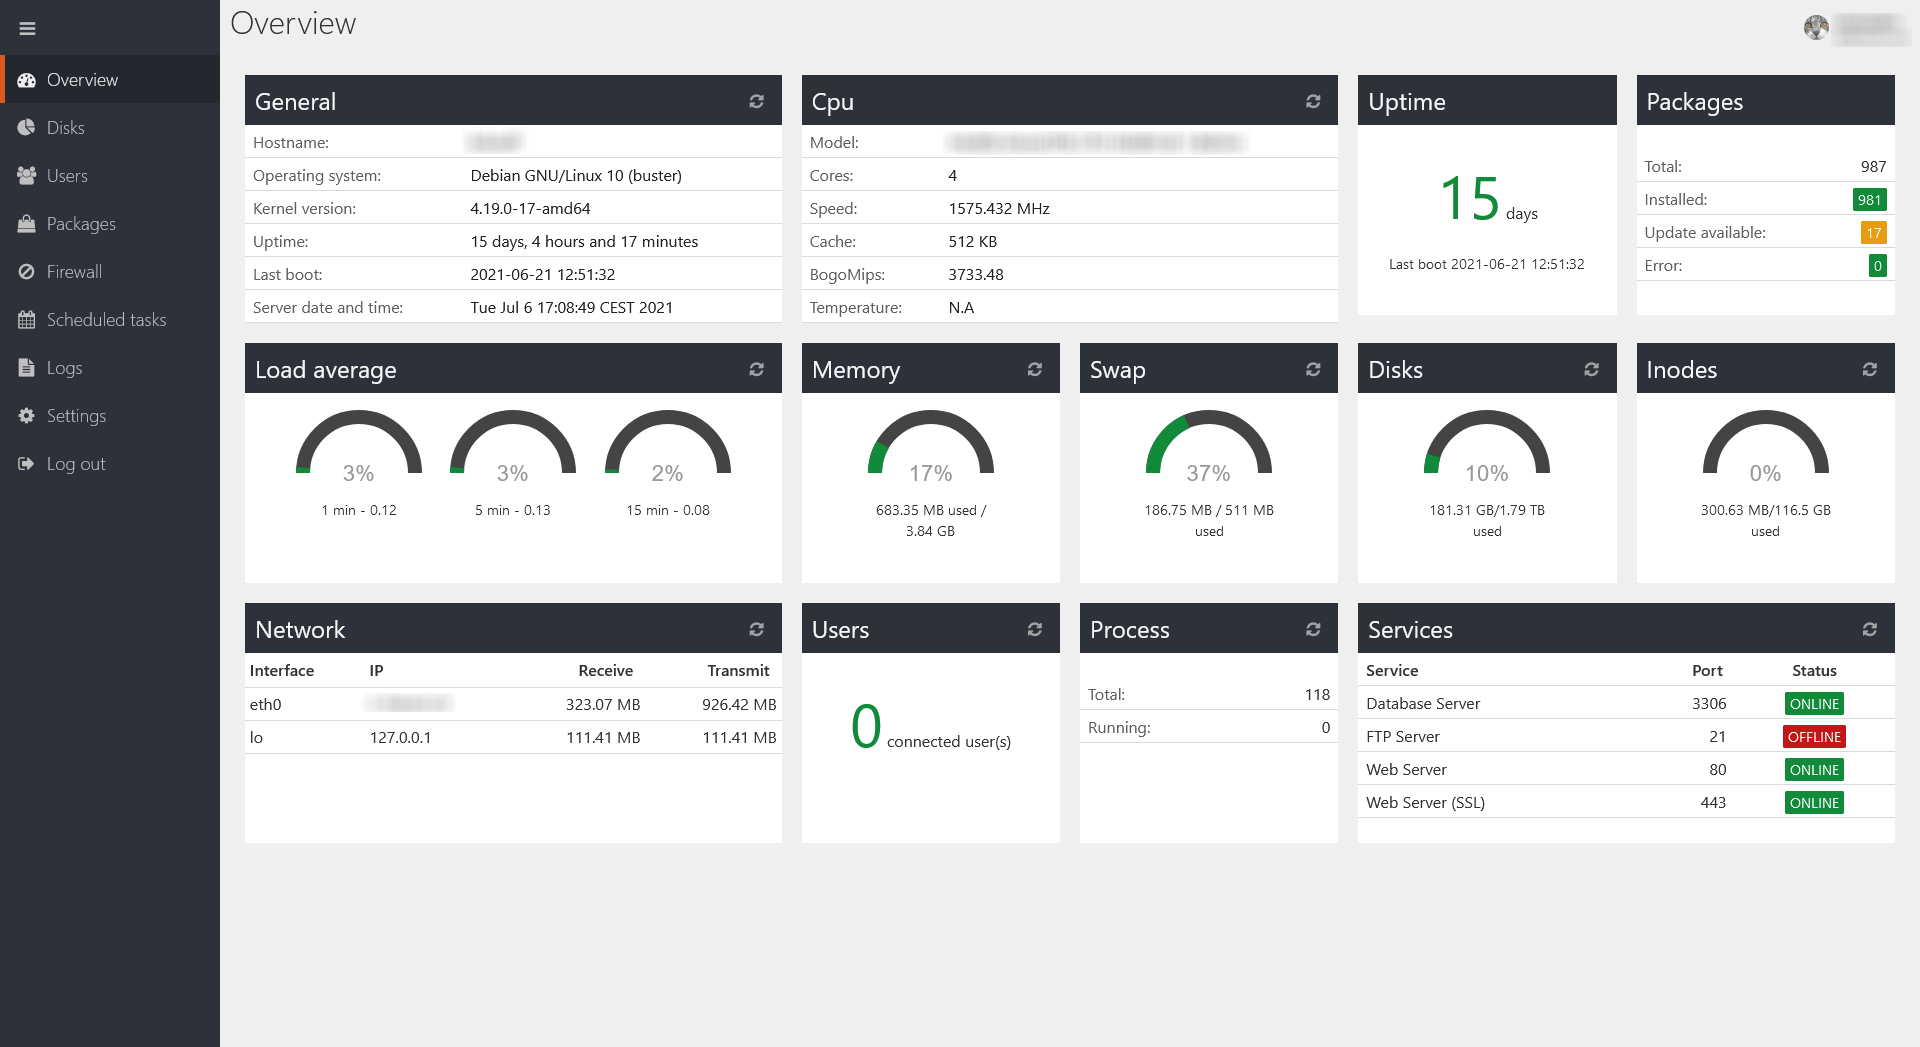 Overview
Overview
Disks
Users
Packages
Firewall
Scheduled tasks
Logs
Settings
Log out
General
Hostname:
Operating system: Debian GNU/Linux 10 (buster)
Kernel version: 4.19.0-17-amd64
Uptime: 15 days, 4 hours and 17 minutes
Last boot: 2021-06-21 12:51:32
Server date and time: Tue Jul 6 17:08:49 CEST 2021
Cpu
Model:
Cores: 4
Speed: 1575.432 MHz
Cache: 512 KB
BogoMips: 3733.48
Temperature: N.A
Uptime
15 days
Last boot 2021-06-21 12:51:32
Packages
Total: 987
Installed: 981
Update available: 17
Error: 0
Load average
3% 3% 2%
1 min - 0.12 5 min - 0.13 15 min - 0.08
Memory
17%
683.35 MB used /
3.84 GB
Swap
37%
186.75 MB / 511 MB
used
Disks
10%
181.31 GB/1.79 TB
used
Inodes
0%
300.63 MB/116.5 GB
used
Network
Interface IP Receive Transmit
eth0 323.07 MB 926.42 MB
lo 127.0.0.1 111.41 MB 111.41 MB
Users
0 connected user(s)
Process
Total: 118
Running: 0
Services
Service Port Status
Database Server 3306 ONLINE
FTP Server 21 OFFLINE
Web Server 80 ONLINE
Web Server (SSL) 443 ONLINE